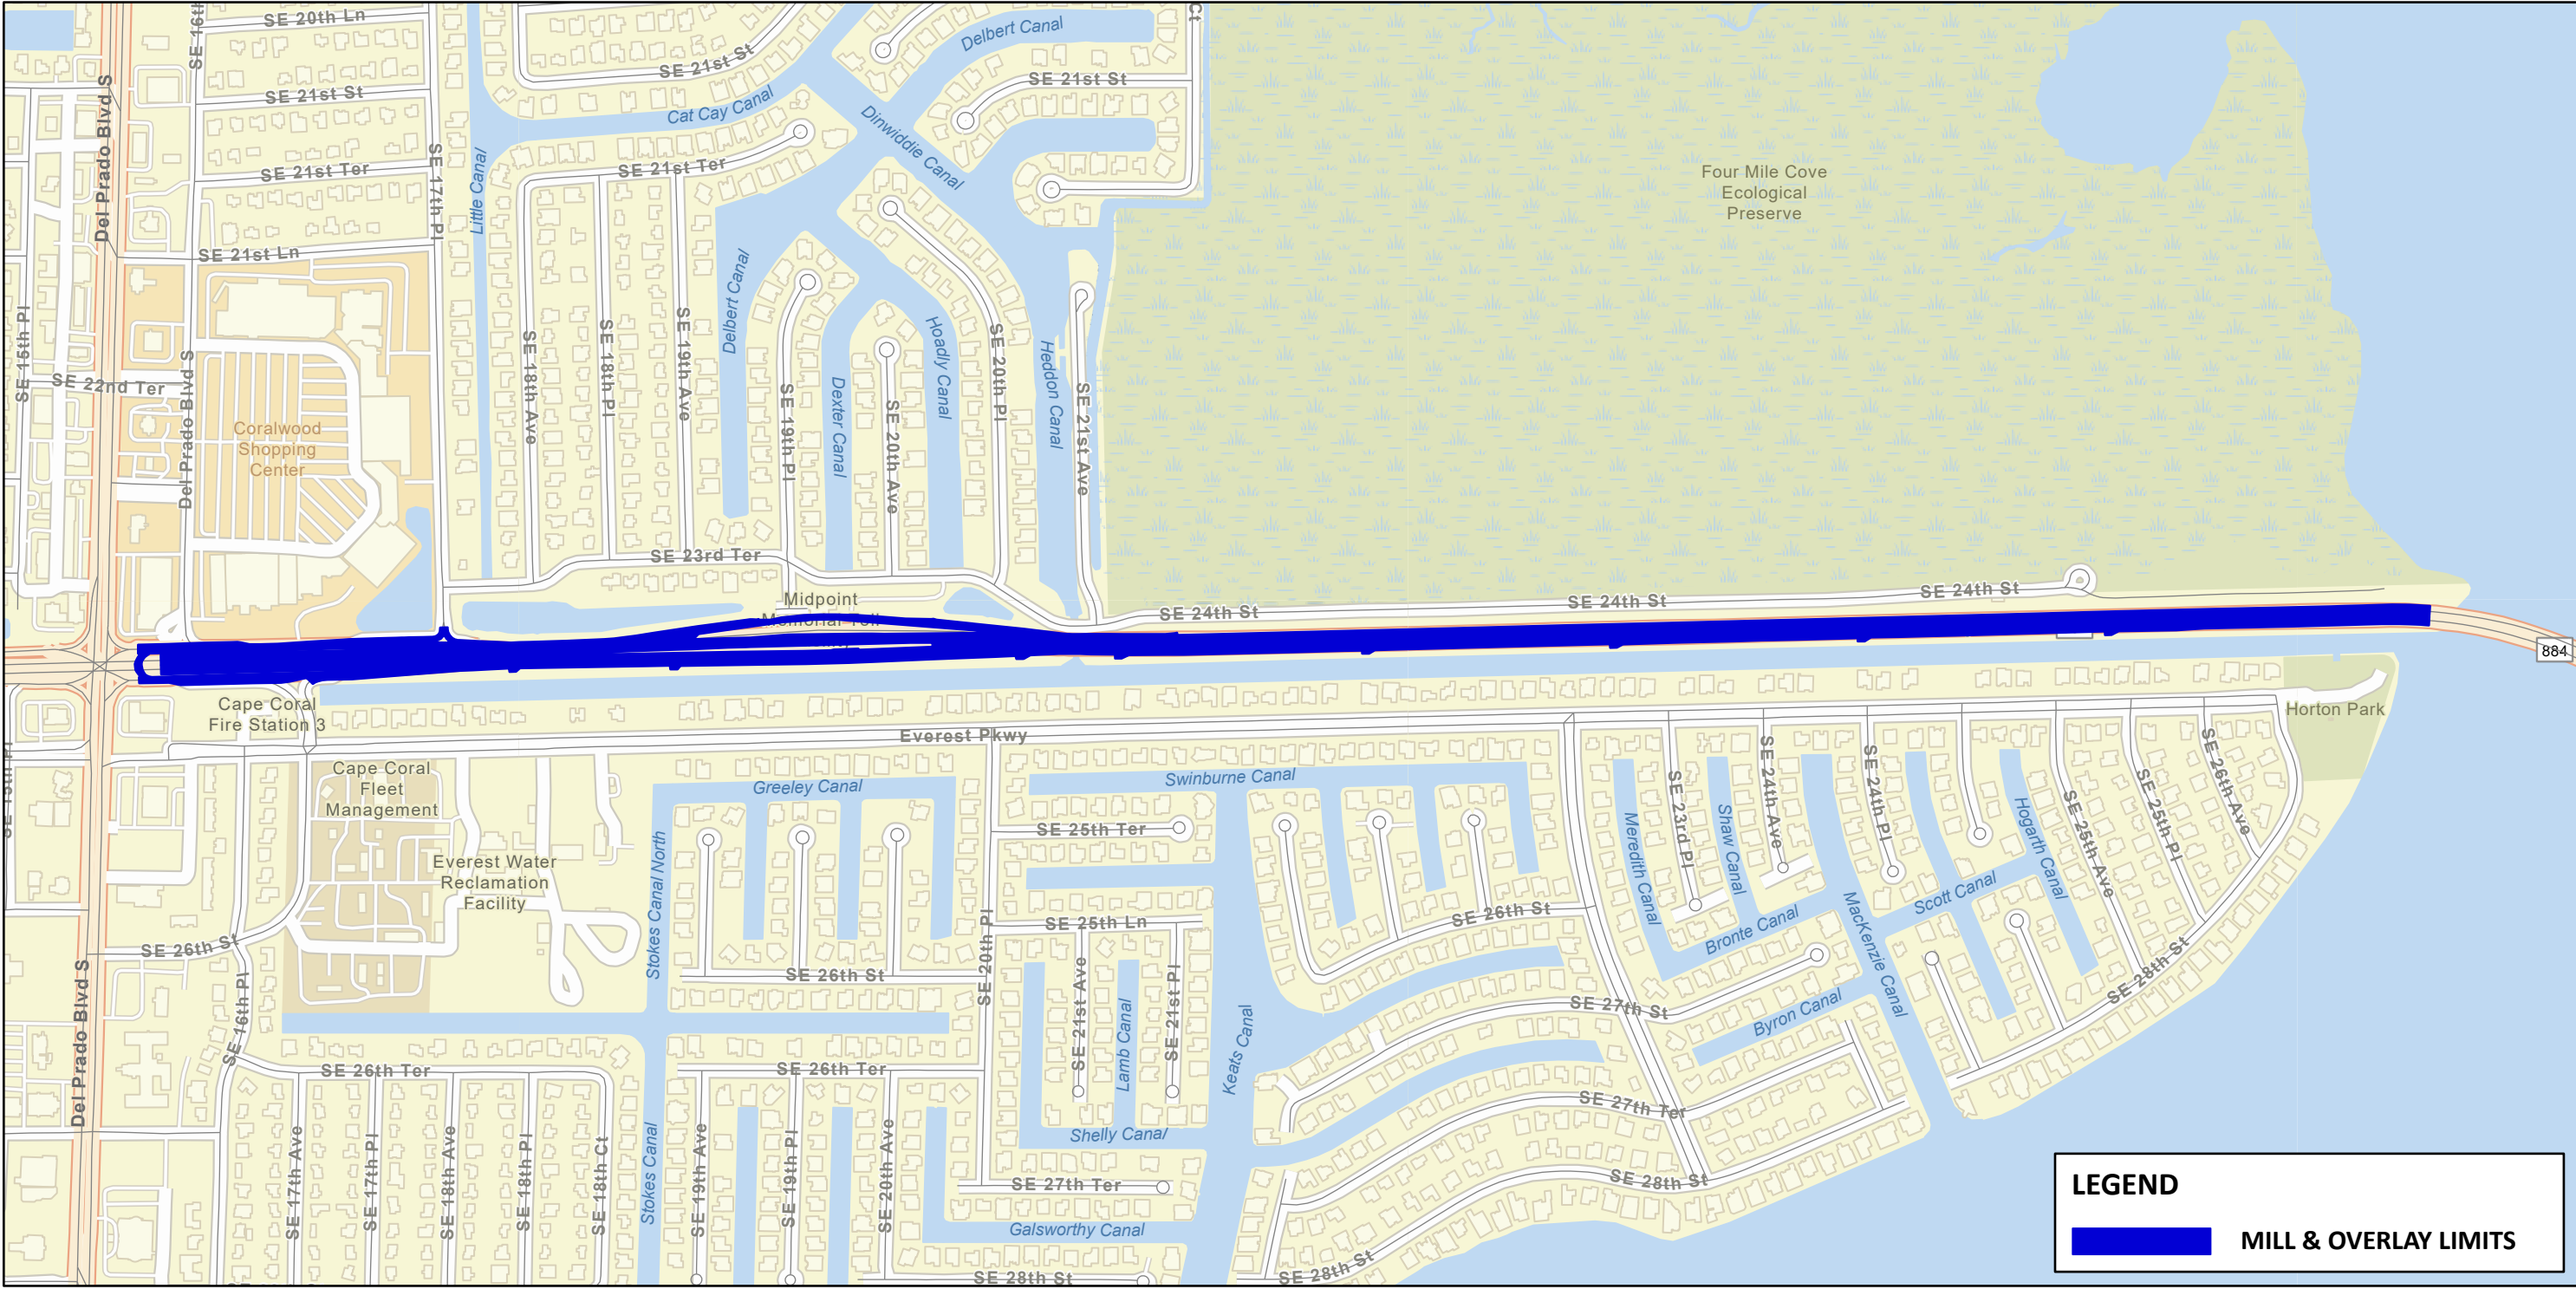 SE 20th Ln
SE 16th
Ct
Delbert Canal
SE 21st St
SE 21st St
SE 21st St
Del Prado Blvd S
Cat Cay Canal
Dinwiddie Canal
SE 21st Ter
SE 21st Ter
SE 17th Pl
Little Canal
Four Mile Cove
Ecological
Preserve
SE 21st Ln
Delbert Canal
SE 15th Pl
SE 22nd Ter
Del Prado Blvd S
Coralwood
Shopping
Center
SE 18th Ave
SE 18th Pl
SE 19th Ave
SE 19th Pl
Dexter Canal
SE 20th Ave
Hoadly Canal
SE 20th Pl
Heddon Canal
SE 21st Ave
SE 23rd Ter
Midpoint
Memorial Toll
SE 24th St
SE 24th St
SE 24th St
884
Cape Coral
Fire Station 3
Horton Park
Everest Pkwy
Cape Coral
Fleet
Management
Greeley Canal
Swinburne Canal
SE 25th Ter
Everest Water
Reclamation
Facility
Stokes Canal North
SE 23rd Pl
SE 24th Ave
SE 24th Pl
SE 26th Ave
SE 25th Pl
SE 25th Ave
Meredith Canal
Shaw Canal
Hogarth Canal
SE 15th Pl
SE 26th St
SE 25th Ln
SE 26th St
Bronte Canal
MacKenzie Canal
Scott Canal
SE 26th St
SE 20th Pl
SE 21st Ave
Lamb Canal
SE 21st Pl
Keats Canal
SE 27th St
Byron Canal
SE 28th St
Del Prado Blvd S
SE 16th Pl
SE 26th Ter
SE 26th Ter
SE 27th Ter
Shelly Canal
SE 17th Ave
SE 17th Pl
SE 18th Ave
SE 18th Pl
SE 18th Ct
Stokes Canal
SE 19th Ave
SE 19th Pl
SE 20th Ave
SE 27th Ter
SE 28th St
Galsworthy Canal
SE 28th St
SE 28th St
LEGEND
MILL & OVERLAY LIMITS